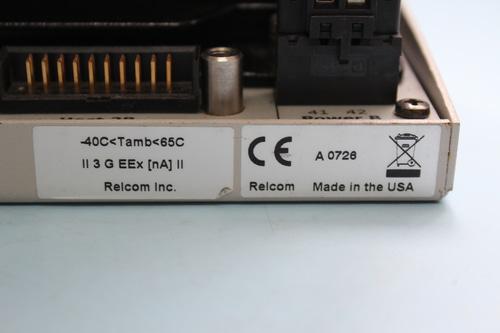 41 42
Power B
-40C<Tamb<65C
II 3 G EEx [nA] II
Relcom Inc.
CE
A 0726
Relcom Made in the USA